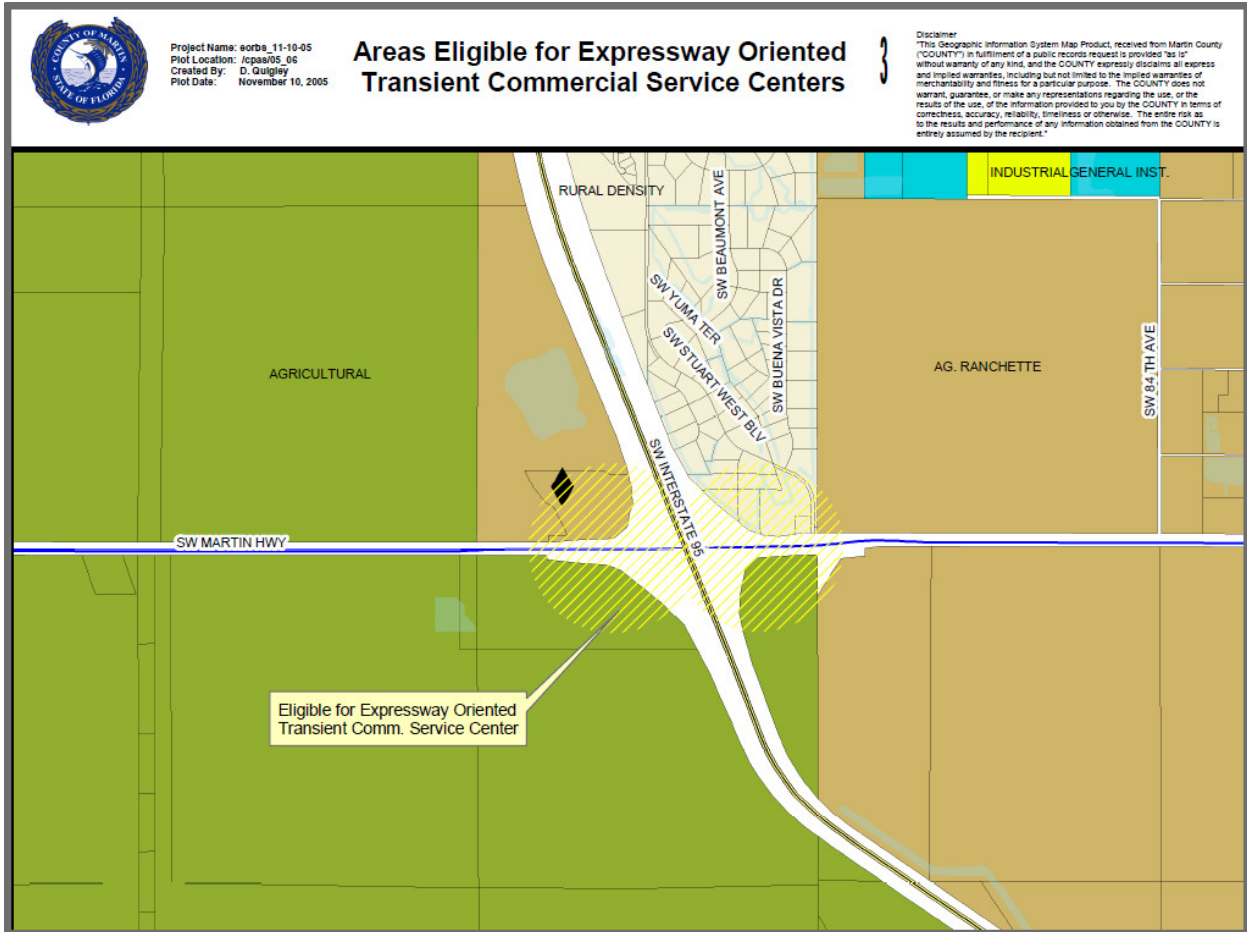 COUNTY OF MARTIN
STATE OF FLORIDA
Project Name: eorbs_11-10-05
Plot Location: /cpas/05_06
Created By: D. Quigley
Plot Date: November 10, 2005
Areas Eligible for Expressway Oriented
Transient Commercial Service Centers
3
Disclaimer
"This Geographic Information System Map Product, received from Martin County
("COUNTY") in fulfillment of a public records request is provided "as is"
without warranty of any kind, and the COUNTY expressly disclaims all express
and implied warranties, including but not limited to the implied warranties of
merchantability and fitness for a particular purpose. The COUNTY does not
warrant, guarantee, or make any representations regarding the use, or the
results of the use, of the information provided to you by the COUNTY in terms of
correctness, accuracy, reliability, timeliness or otherwise. The entire risk as
to the results and performance of any information obtained from the COUNTY is
entirely assumed by the recipient."
RURAL DENSITY
INDUSTRIAL
GENERAL INST.
SW BEAUMONT AVE
SW YUMA TER
SW STUART WEST BLV
SW BUENA VISTA DR
AGRICULTURAL
AG. RANCHETTE
SW 84 TH AVE
SW INTERSTATE 95
SW MARTIN HWY
Eligible for Expressway Oriented
Transient Comm. Service Center